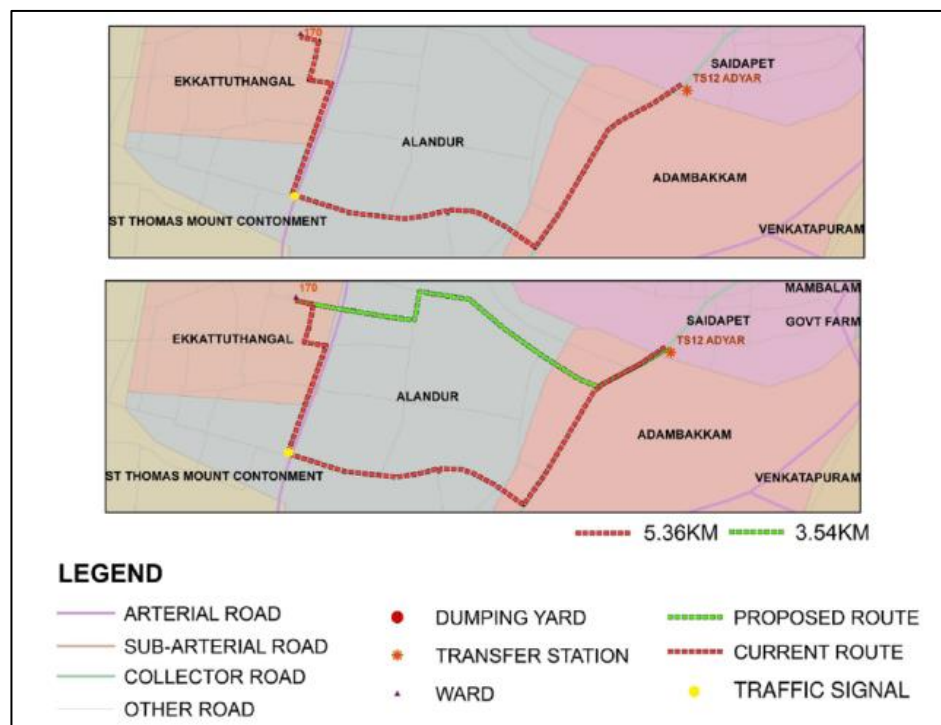 170
SAIDAPET
TS12 ADYAR
EKKATTUTHANGAL
ALANDUR
ADAMBAKKAM
ST THOMAS MOUNT CONTONMENT
VENKATAPURAM
170
MAMBALAM
SAIDAPET
GOVT FARM
EKKATTUTHANGAL
TS12 ADYAR
ALANDUR
ADAMBAKKAM
ST THOMAS MOUNT CONTONMENT
VENKATAPURAM
5.36KM
3.54KM
LEGEND
ARTERIAL ROAD
SUB-ARTERIAL ROAD
COLLECTOR ROAD
OTHER ROAD
DUMPING YARD
TRANSFER STATION
WARD
PROPOSED ROUTE
CURRENT ROUTE
TRAFFIC SIGNAL